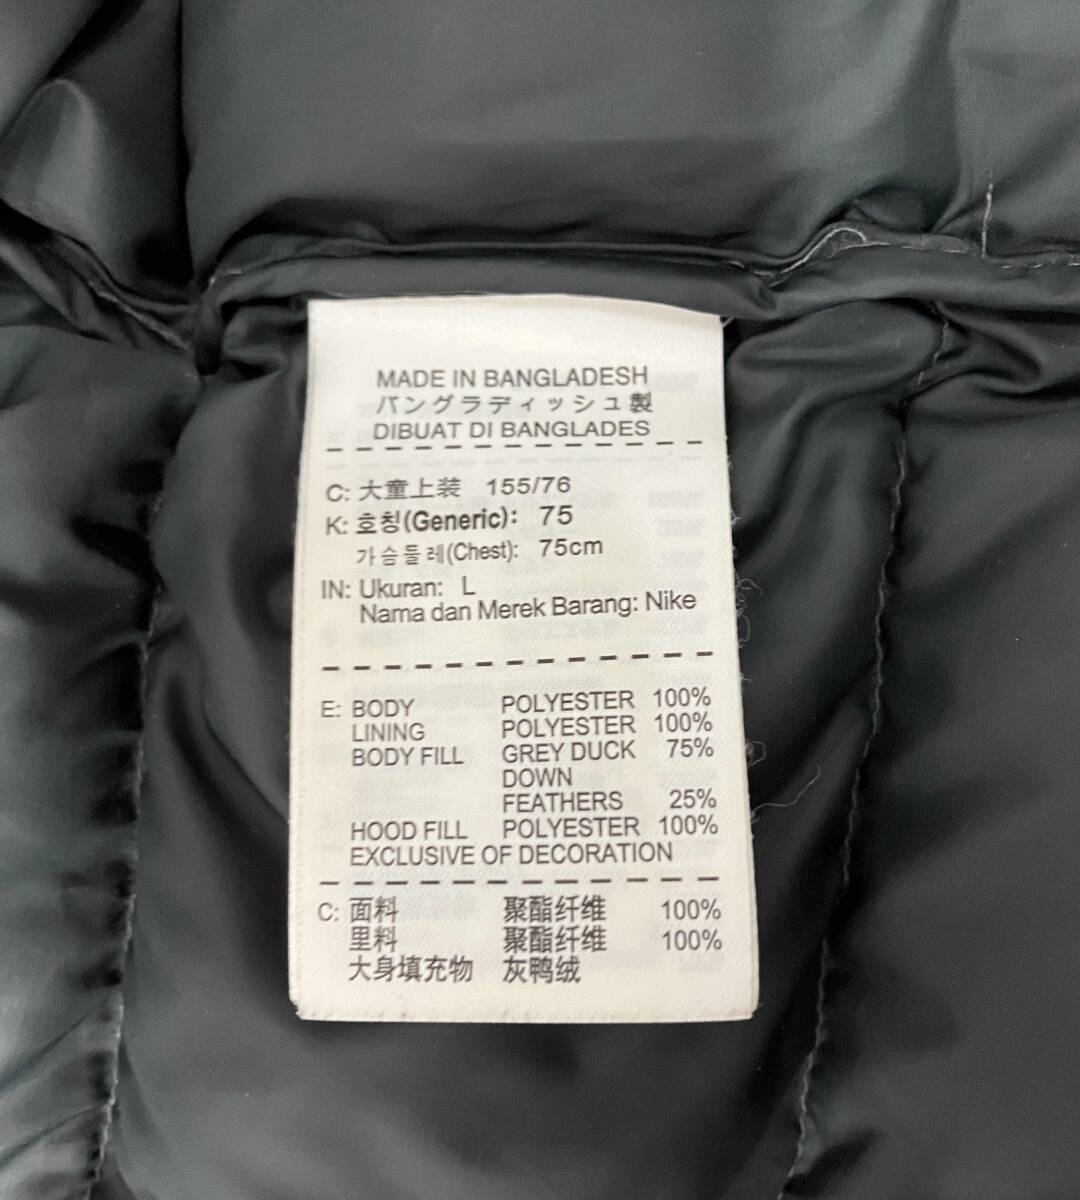 MADE IN BANGLADESH
バングラディッシュ製
DIBUAT DI BANGLADES
C: 大童上装 155/76
K: 호칭(Generic): 75
가슴둘레(Chest): 75cm
IN: Ukuran: L
Nama dan Merek Barang: Nike
E: BODY POLYESTER 100%
LINING POLYESTER 100%
BODY FILL GREY DUCK 75%
DOWN
FEATHERS 25%
HOOD FILL POLYESTER 100%
EXCLUSIVE OF DECORATION
C: 面料 聚酯纤维 100%
里料 聚酯纤维 100%
大身填充物 灰鸭绒